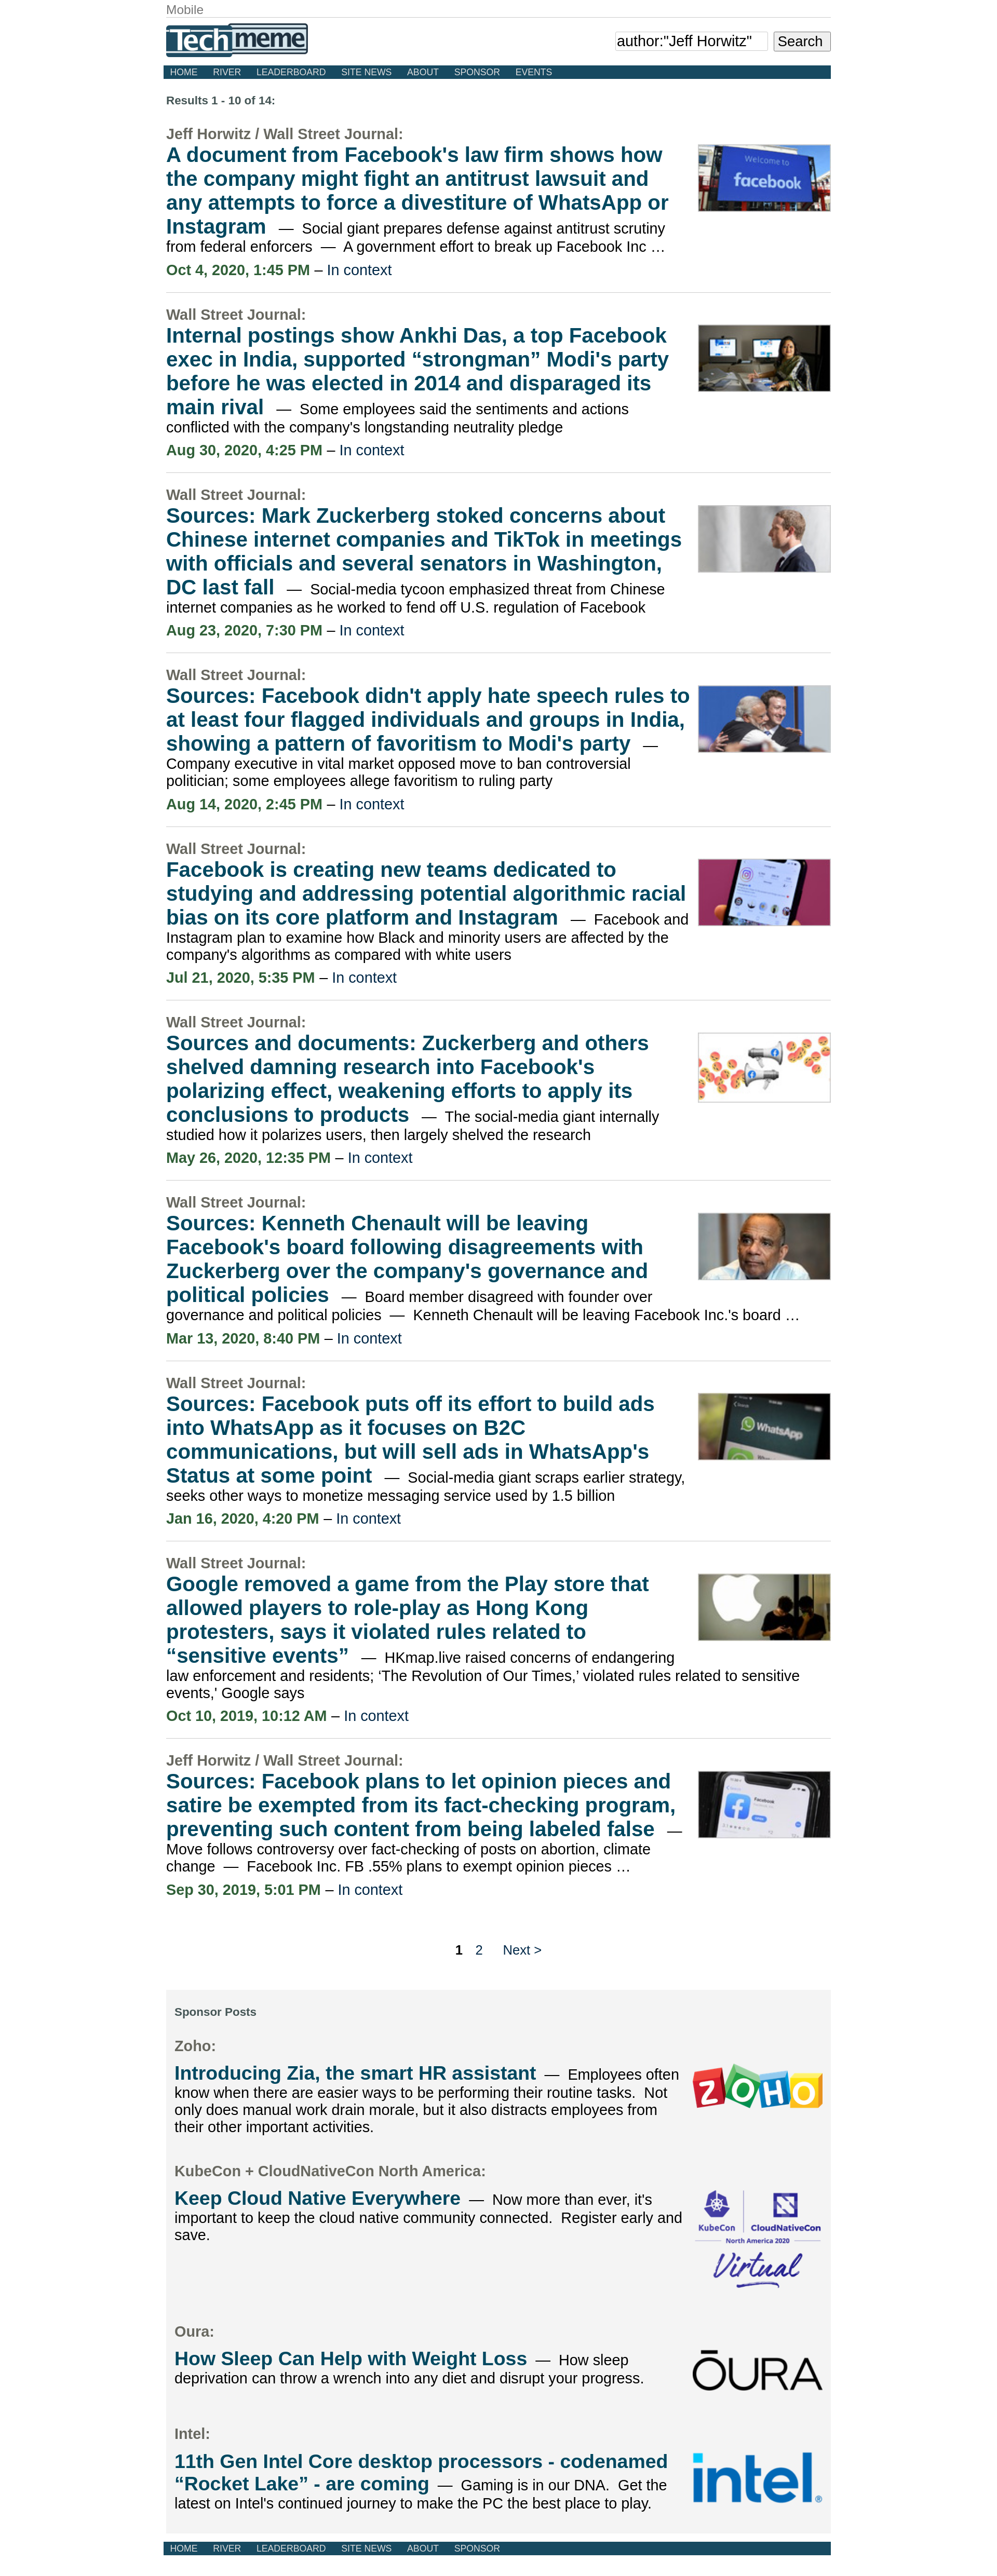 Mobile
Techmeme
author:"Jeff Horwitz"
Search
HOME RIVER LEADERBOARD SITE NEWS ABOUT SPONSOR EVENTS
Results 1 - 10 of 14:
Jeff Horwitz / Wall Street Journal:
A document from Facebook's law firm shows how
the company might fight an antitrust lawsuit and
any attempts to force a divestiture of WhatsApp or
Instagram — Social giant prepares defense against antitrust scrutiny
from federal enforcers — A government effort to break up Facebook Inc …
Welcome to
facebook
Oct 4, 2020, 1:45 PM – In context
Wall Street Journal:
Internal postings show Ankhi Das, a top Facebook
exec in India, supported “strongman” Modi's party
before he was elected in 2014 and disparaged its
main rival — Some employees said the sentiments and actions
conflicted with the company's longstanding neutrality pledge
Aug 30, 2020, 4:25 PM – In context
Wall Street Journal:
Sources: Mark Zuckerberg stoked concerns about
Chinese internet companies and TikTok in meetings
with officials and several senators in Washington,
DC last fall — Social-media tycoon emphasized threat from Chinese
internet companies as he worked to fend off U.S. regulation of Facebook
Aug 23, 2020, 7:30 PM – In context
Wall Street Journal:
Sources: Facebook didn't apply hate speech rules to
at least four flagged individuals and groups in India,
showing a pattern of favoritism to Modi's party —
Company executive in vital market opposed move to ban controversial
politician; some employees allege favoritism to ruling party
Aug 14, 2020, 2:45 PM – In context
Wall Street Journal:
Facebook is creating new teams dedicated to
studying and addressing potential algorithmic racial
bias on its core platform and Instagram — Facebook and
Instagram plan to examine how Black and minority users are affected by the
company's algorithms as compared with white users
Jul 21, 2020, 5:35 PM – In context
Wall Street Journal:
Sources and documents: Zuckerberg and others
shelved damning research into Facebook's
polarizing effect, weakening efforts to apply its
conclusions to products — The social-media giant internally
studied how it polarizes users, then largely shelved the research
May 26, 2020, 12:35 PM – In context
Wall Street Journal:
Sources: Kenneth Chenault will be leaving
Facebook's board following disagreements with
Zuckerberg over the company's governance and
political policies — Board member disagreed with founder over
governance and political policies — Kenneth Chenault will be leaving Facebook Inc.'s board …
Mar 13, 2020, 8:40 PM – In context
Wall Street Journal:
Sources: Facebook puts off its effort to build ads
into WhatsApp as it focuses on B2C
communications, but will sell ads in WhatsApp's
Status at some point — Social-media giant scraps earlier strategy,
seeks other ways to monetize messaging service used by 1.5 billion
WhatsApp
Jan 16, 2020, 4:20 PM – In context
Wall Street Journal:
Google removed a game from the Play store that
allowed players to role-play as Hong Kong
protesters, says it violated rules related to
“sensitive events” — HKmap.live raised concerns of endangering
law enforcement and residents; ‘The Revolution of Our Times,’ violated rules related to sensitive
events,' Google says
Oct 10, 2019, 10:12 AM – In context
Jeff Horwitz / Wall Street Journal:
Sources: Facebook plans to let opinion pieces and
satire be exempted from its fact-checking program,
preventing such content from being labeled false —
Move follows controversy over fact-checking of posts on abortion, climate
change — Facebook Inc. FB .55% plans to exempt opinion pieces …
Facebook
Sep 30, 2019, 5:01 PM – In context
1 2 Next >
Sponsor Posts
Zoho:
Introducing Zia, the smart HR assistant — Employees often
know when there are easier ways to be performing their routine tasks. Not
only does manual work drain morale, but it also distracts employees from
their other important activities.
ZOHO
KubeCon + CloudNativeCon North America:
Keep Cloud Native Everywhere — Now more than ever, it's
important to keep the cloud native community connected. Register early and
save.
KubeCon CloudNativeCon
North America 2020
Virtual
Oura:
How Sleep Can Help with Weight Loss — How sleep
deprivation can throw a wrench into any diet and disrupt your progress.
ŌURA
Intel:
11th Gen Intel Core desktop processors - codenamed
“Rocket Lake” - are coming — Gaming is in our DNA. Get the
latest on Intel's continued journey to make the PC the best place to play.
intel®
HOME RIVER LEADERBOARD SITE NEWS ABOUT SPONSOR